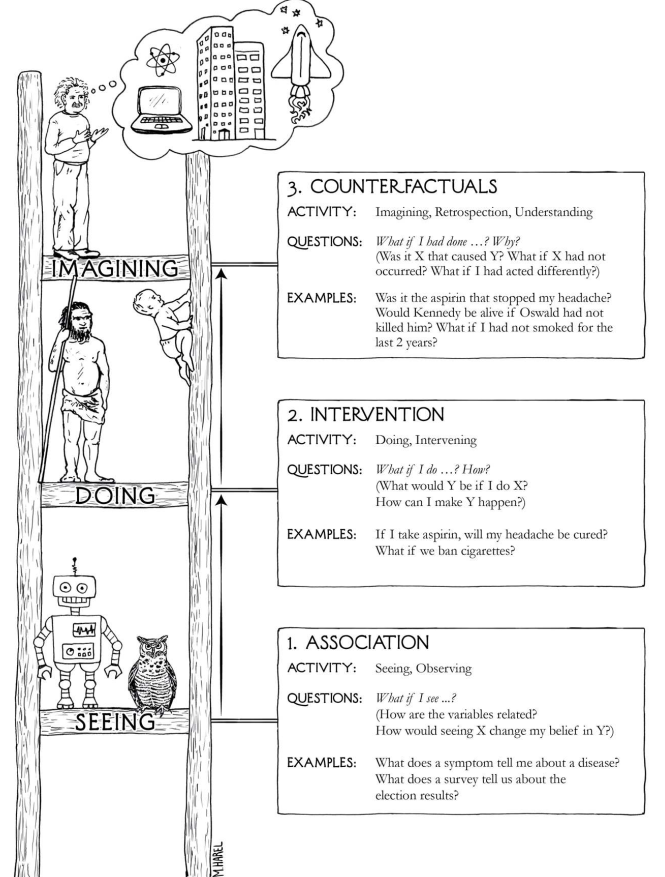 IMAGINING
DOING
SEEING
3. COUNTERFACTUALS
ACTIVITY: Imagining, Retrospection, Understanding
QUESTIONS: What if I had done …? Why?
(Was it X that caused Y? What if X had not
occurred? What if I had acted differently?)
EXAMPLES: Was it the aspirin that stopped my headache?
Would Kennedy be alive if Oswald had not
killed him? What if I had not smoked for the
last 2 years?
2. INTERVENTION
ACTIVITY: Doing, Intervening
QUESTIONS: What if I do …? How?
(What would Y be if I do X?
How can I make Y happen?)
EXAMPLES: If I take aspirin, will my headache be cured?
What if we ban cigarettes?
1. ASSOCIATION
ACTIVITY: Seeing, Observing
QUESTIONS: What if I see ...?
(How are the variables related?
How would seeing X change my belief in Y?)
EXAMPLES: What does a symptom tell me about a disease?
What does a survey tell us about the
election results?
M HAREL